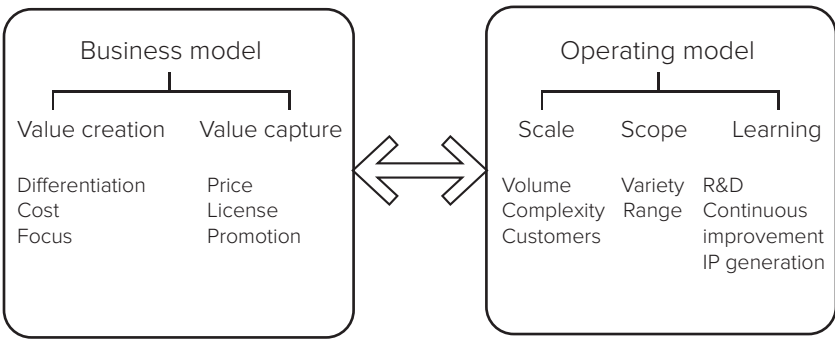 Business model
Value creation
Value capture
Differentiation
Cost
Focus
Price
License
Promotion
Operating model
Scale
Scope
Learning
Volume
Complexity
Customers
Variety
Range
R&D
Continuous
improvement
IP generation